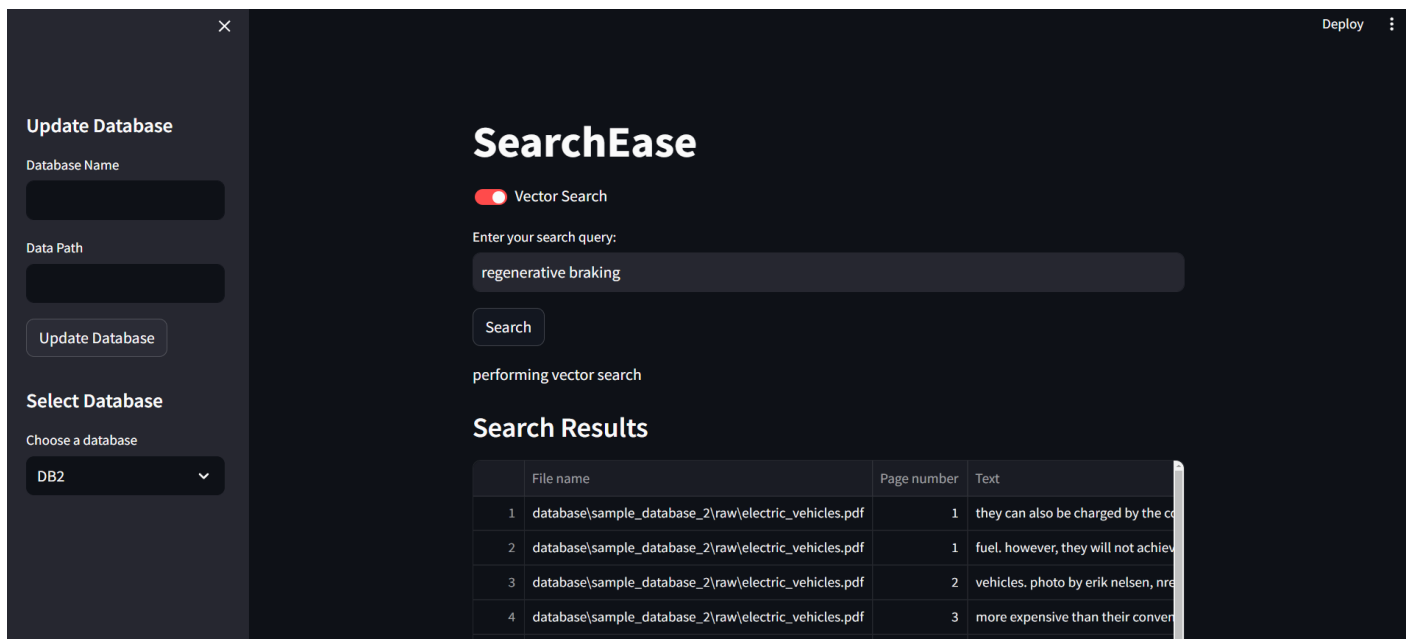 Deploy
Update Database
Database Name
Data Path
Update Database
Select Database
Choose a database
DB2
SearchEase
Vector Search
Enter your search query:
regenerative braking
Search
performing vector search
Search Results
File name Page number Text
1 database\sample_database_2\raw\electric_vehicles.pdf 1 they can also be charged by the
2 database\sample_database_2\raw\electric_vehicles.pdf 1 fuel. however, they will not
3 database\sample_database_2\raw\electric_vehicles.pdf 2 vehicles. photo by erik nelsen,
4 database\sample_database_2\raw\electric_vehicles.pdf 3 more expensive than their